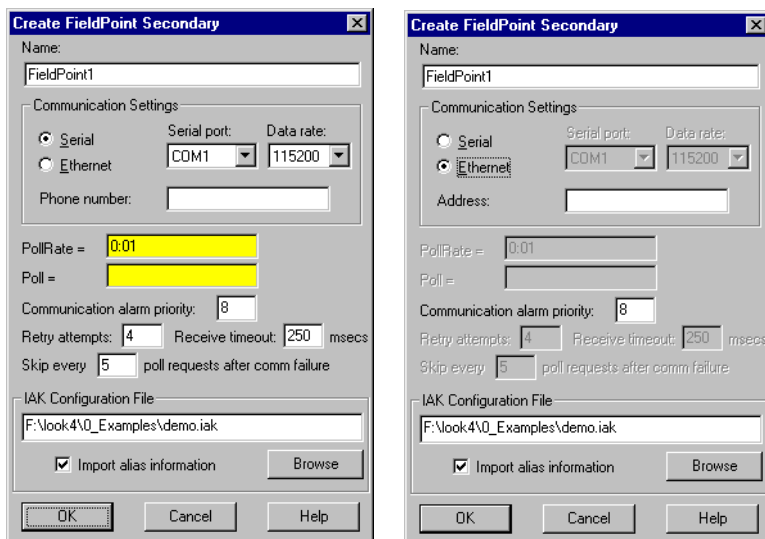 Create FieldPoint Secondary
Name:
FieldPoint1
Communication Settings
Serial
Ethernet
Serial port:
COM1
Data rate:
115200
Phone number:
PollRate =
0:01
Poll =
Communication alarm priority: 8
Retry attempts: 4 Receive timeout: 250 msecs
Skip every 5 poll requests after comm failure
IAK Configuration File
F:\look4\0_Examples\demo.iak
Import alias information
Browse
OK Cancel Help
Create FieldPoint Secondary
Name:
FieldPoint1
Communication Settings
Serial
Ethernet
Serial port:
COM1
Data rate:
115200
Address:
PollRate =
0:01
Poll =
Communication alarm priority: 8
Retry attempts: 4 Receive timeout: 250 msecs
Skip every 5 poll requests after comm failure
IAK Configuration File
F:\look4\0_Examples\demo.iak
Import alias information
Browse
OK Cancel Help